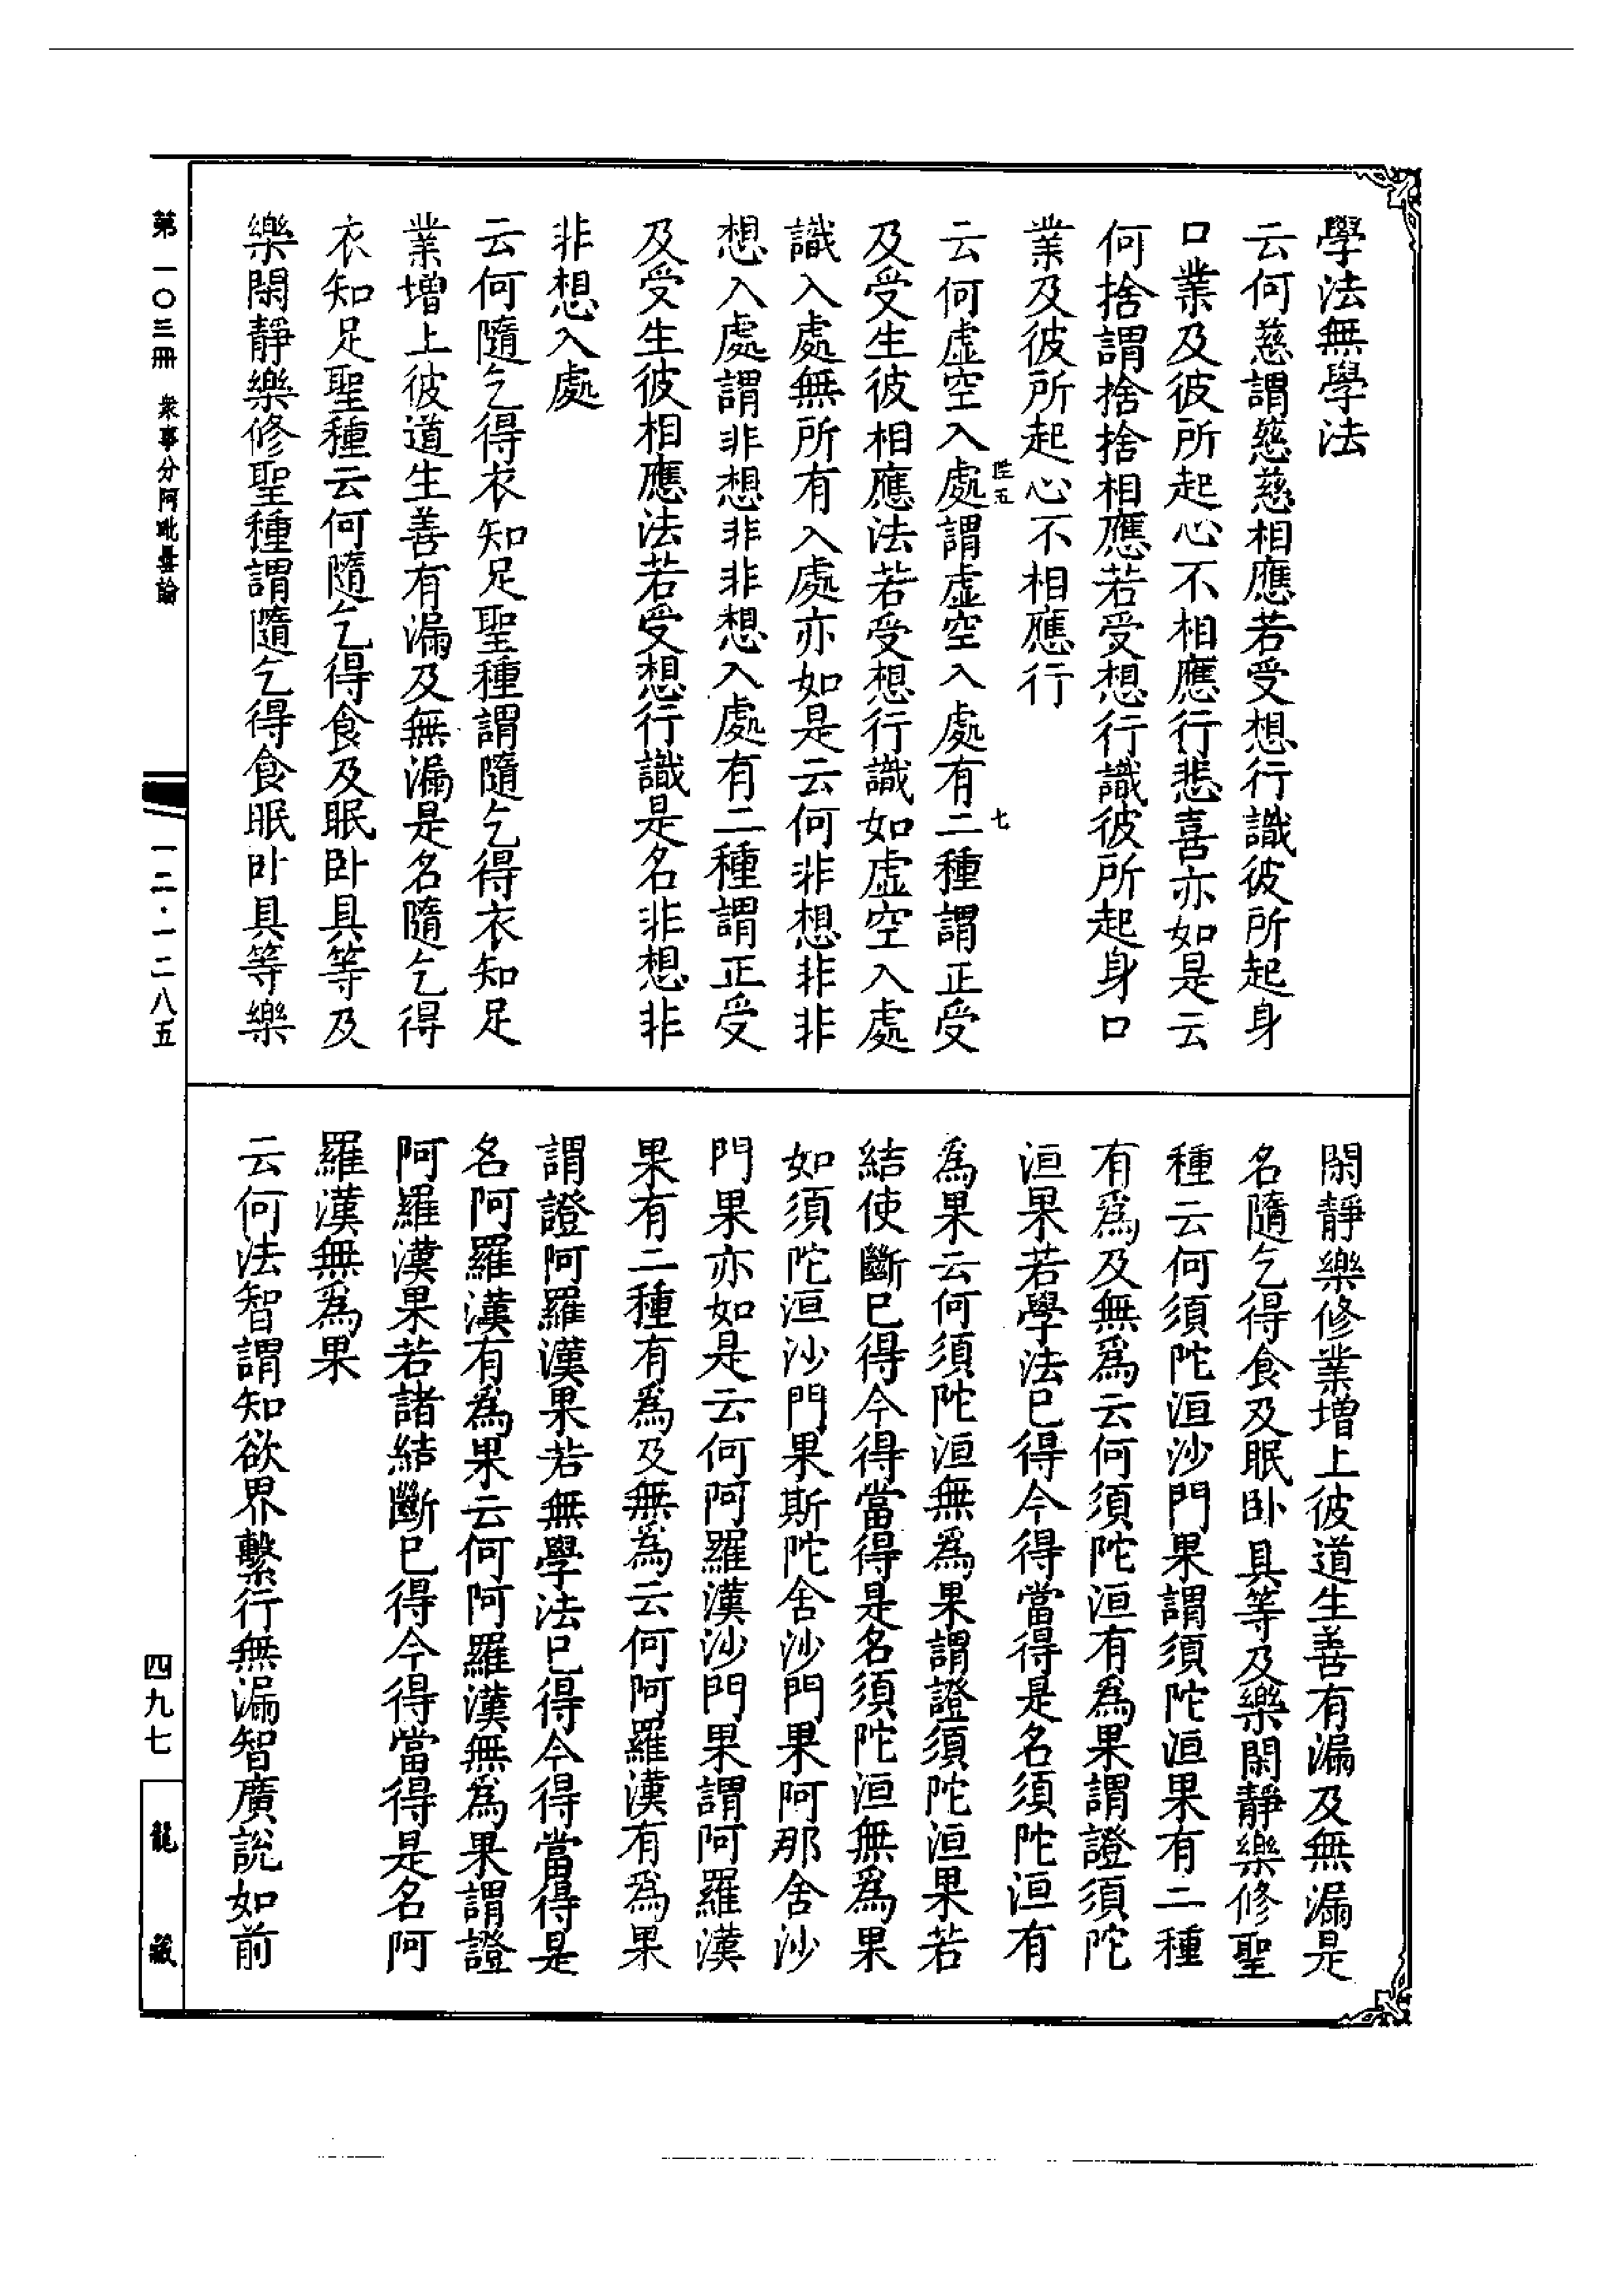 學法無學法
云何慈謂慈慈相應若受想行識彼所起身
口業及彼所起心不相應行悲喜亦如是云
何捨謂捨捨相應若受想行識彼所起身口
業及彼所起心不相應行
云何虛空入處謂虛空入處有二種謂正受
陛五
七
及受生彼相應法若受想行識如虛空入處
識入處無所有入處亦如是云何非想非非
想入處謂非想非非想入處有二種謂正受
及受生彼相應法若受想行識是名非想非
非想入處
云何隨乞得衣知足聖種謂隨乞得衣知足
業增上彼道生善有漏及無漏是名隨乞得
衣知足聖種云何隨乞得食及眠卧具等及
樂閑靜樂修聖種謂隨乞得食眠卧具等樂
閑靜樂修業增上彼道生善有漏及無漏是
名隨乞得食及眠卧具等及樂閑靜樂修聖
種云何須陀洹沙門果謂須陀洹果有二種
有爲及無爲云何須陀洹有爲果謂證須陀
洹果若學法已得今得當得是名須陀洹有
為果云何須陀洹無爲果謂證須陀洹果若
結使斷已得今得當得是名須陀洹無爲果
如須陀洹沙門果斯陀含沙門果阿那含沙
門果亦如是云何阿羅漢沙門果謂阿羅漢
果有二種有爲及無爲云何阿羅漢有爲果
謂證阿羅漢果若無學法已得今得當得是
名阿羅漢有爲果云何阿羅漢無爲果謂證
阿羅漢果若諸結斷已得今得當得是名阿
羅漢無爲果
云何法智謂知欲界繫行無漏智廣說如前
第一〇三冊 衆事分阿毗曇論
一二·一二八五
四九七
龍藏